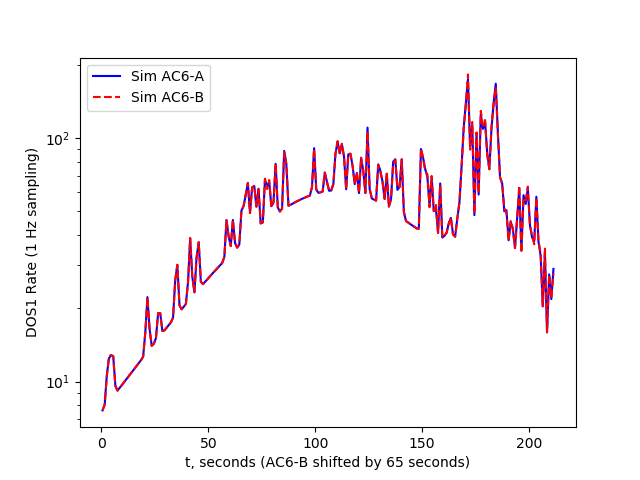 Sim AC6-A
Sim AC6-B
10²
10¹
DOS1 Rate (1 Hz sampling)
0 50 100 150 200
t, seconds (AC6-B shifted by 65 seconds)